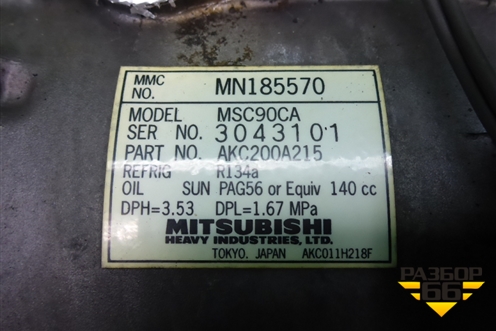 MMC NO. MN185570
MODEL MSC90CA
SER NO. 3043101
PART NO. AKC200A215
REFRIG R134a
OIL SUN PAG56 or Equiv 140 cc
DPH=3.53 DPL=1.67 MPa
MITSUBISHI
HEAVY INDUSTRIES, LTD.
TOKYO. JAPAN AKC011H218F
РАЗБОР
66